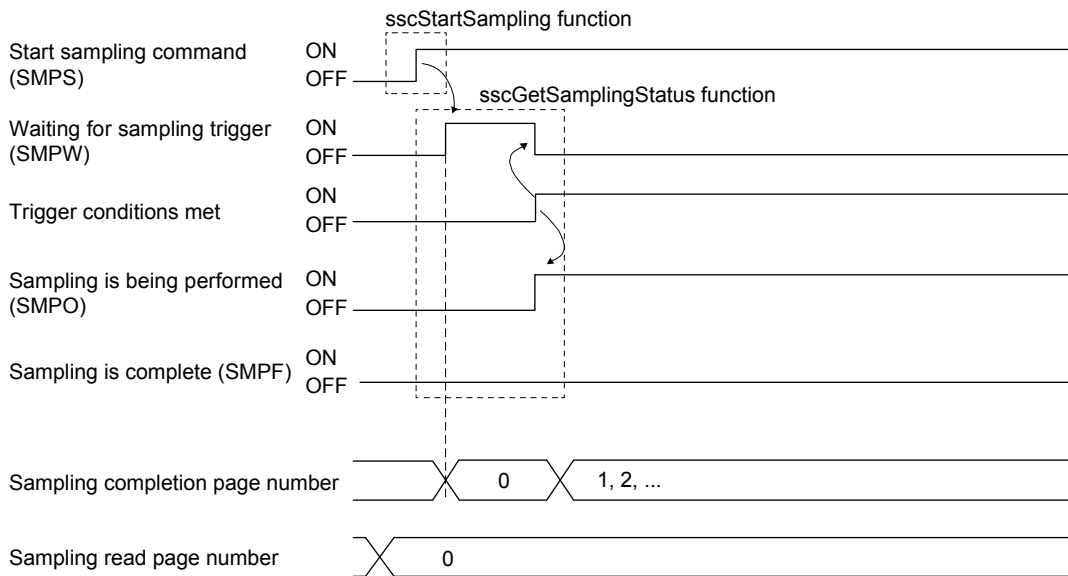 sscStartSampling function
Start sampling command
(SMPS)
ON
OFF
sscGetSamplingStatus function
Waiting for sampling trigger
(SMPW)
ON
OFF
Trigger conditions met
ON
OFF
Sampling is being performed
(SMPO)
ON
OFF
Sampling is complete (SMPF)
ON
OFF
Sampling completion page number
0
1, 2, ...
Sampling read page number
0